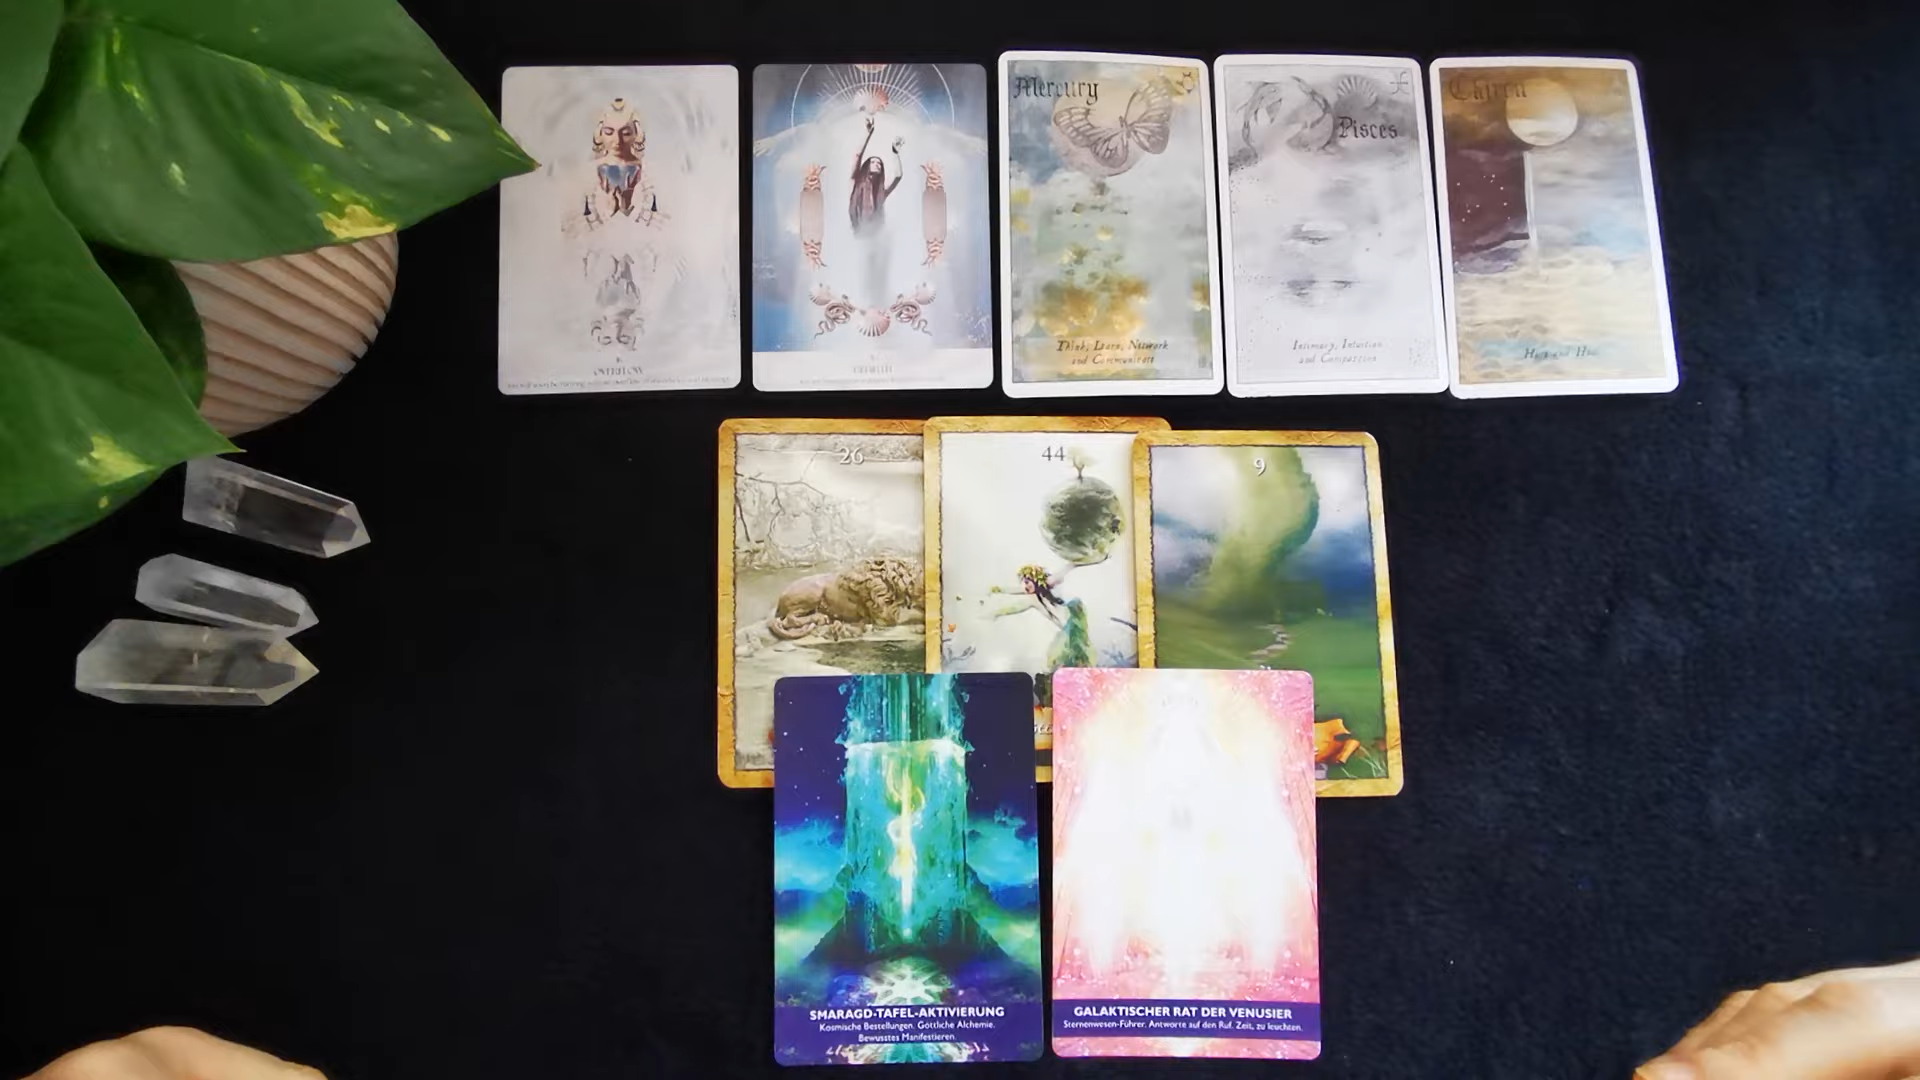 OVERFLOW
Mercury
Think, Learn, Network
and Communicate
Pisces
Intimacy, Intuition
and Compassion
Chiron
26
44
9
SMARAGD-TAFEL-AKTIVIERUNG
Kosmische Bestellungen. Göttliche Alchemie.
Bewusstes Manifestieren.
GALAKTISCHER RAT DER VENUSIER
Sternenwesen-Führer. Antworte auf den Ruf. Zeit, zu leuchten.